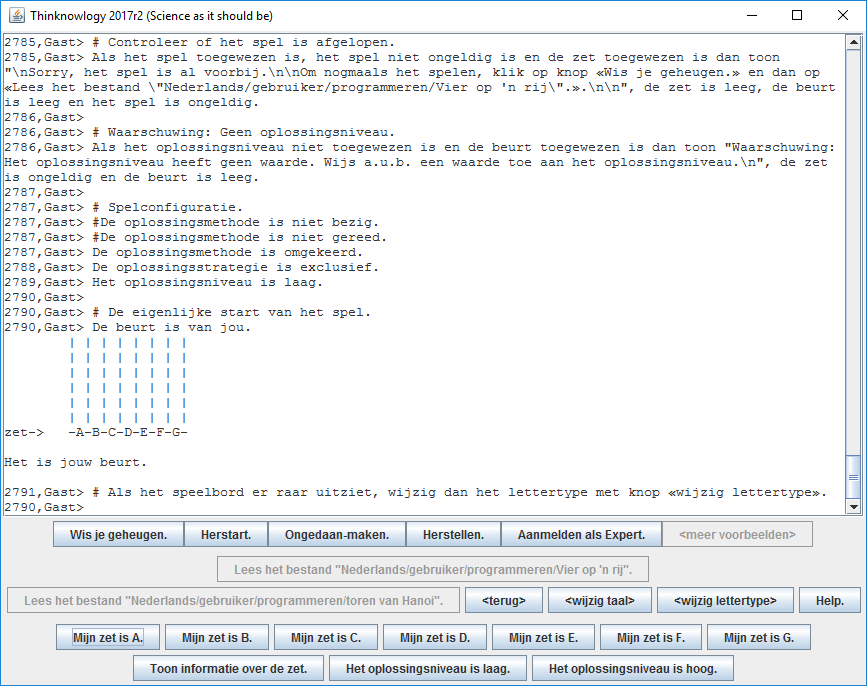 Thinknowlogy 2017r2 (Science as it should be)
2785,Gast> # Controleer of het spel is afgelopen.
2785,Gast> Als het spel toegewezen is, het spel niet ongeldig is en de zet toegewezen is dan toon
"\nSorry, het spel is al voorbij.\n\nOm nogmaals het spelen, klik op knop «Wis je geheugen.» en dan op
«Lees het bestand \"Nederlands/gebruiker/programmeren/Vier op 'n rij\".».\n\n", de zet is leeg, de beurt
is leeg en het spel is ongeldig.
2786,Gast>
2786,Gast> # Waarschuwing: Geen oplossingsniveau.
2786,Gast> Als het oplossingsniveau niet toegewezen is en de beurt toegewezen is dan toon "Waarschuwing:
Het oplossingsniveau heeft geen waarde. Wijs a.u.b. een waarde toe aan het oplossingsniveau.\n", de zet
is ongeldig en de beurt is leeg.
2787,Gast>
2787,Gast> # Spelconfiguratie.
2787,Gast> #De oplossingsmethode is niet bezig.
2787,Gast> #De oplossingsmethode is niet gereed.
2787,Gast> De oplossingsmethode is omgekeerd.
2788,Gast> De oplossingsstrategie is exclusief.
2789,Gast> Het oplossingsniveau is laag.
2790,Gast>
2790,Gast> # De eigenlijke start van het spel.
2790,Gast> De beurt is van jou.
| | | | | | | |
| | | | | | | |
| | | | | | | |
| | | | | | | |
| | | | | | | |
| | | | | | | |
zet-> -A-B-C-D-E-F-G-
Het is jouw beurt.
2791,Gast> # Als het speelbord er raar uitziet, wijzig dan het lettertype met knop «wijzig lettertype».
2790,Gast>
Wis je geheugen. Herstart. Ongedaan-maken. Herstellen. Aanmelden als Expert. <meer voorbeelden>
Lees het bestand "Nederlands/gebruiker/programmeren/Vier op 'n rij".
Lees het bestand "Nederlands/gebruiker/programmeren/toren van Hanoi". <terug> <wijzig taal> <wijzig lettertype> Help.
Mijn zet is A. Mijn zet is B. Mijn zet is C. Mijn zet is D. Mijn zet is E. Mijn zet is F. Mijn zet is G.
Toon informatie over de zet. Het oplossingsniveau is laag. Het oplossingsniveau is hoog.